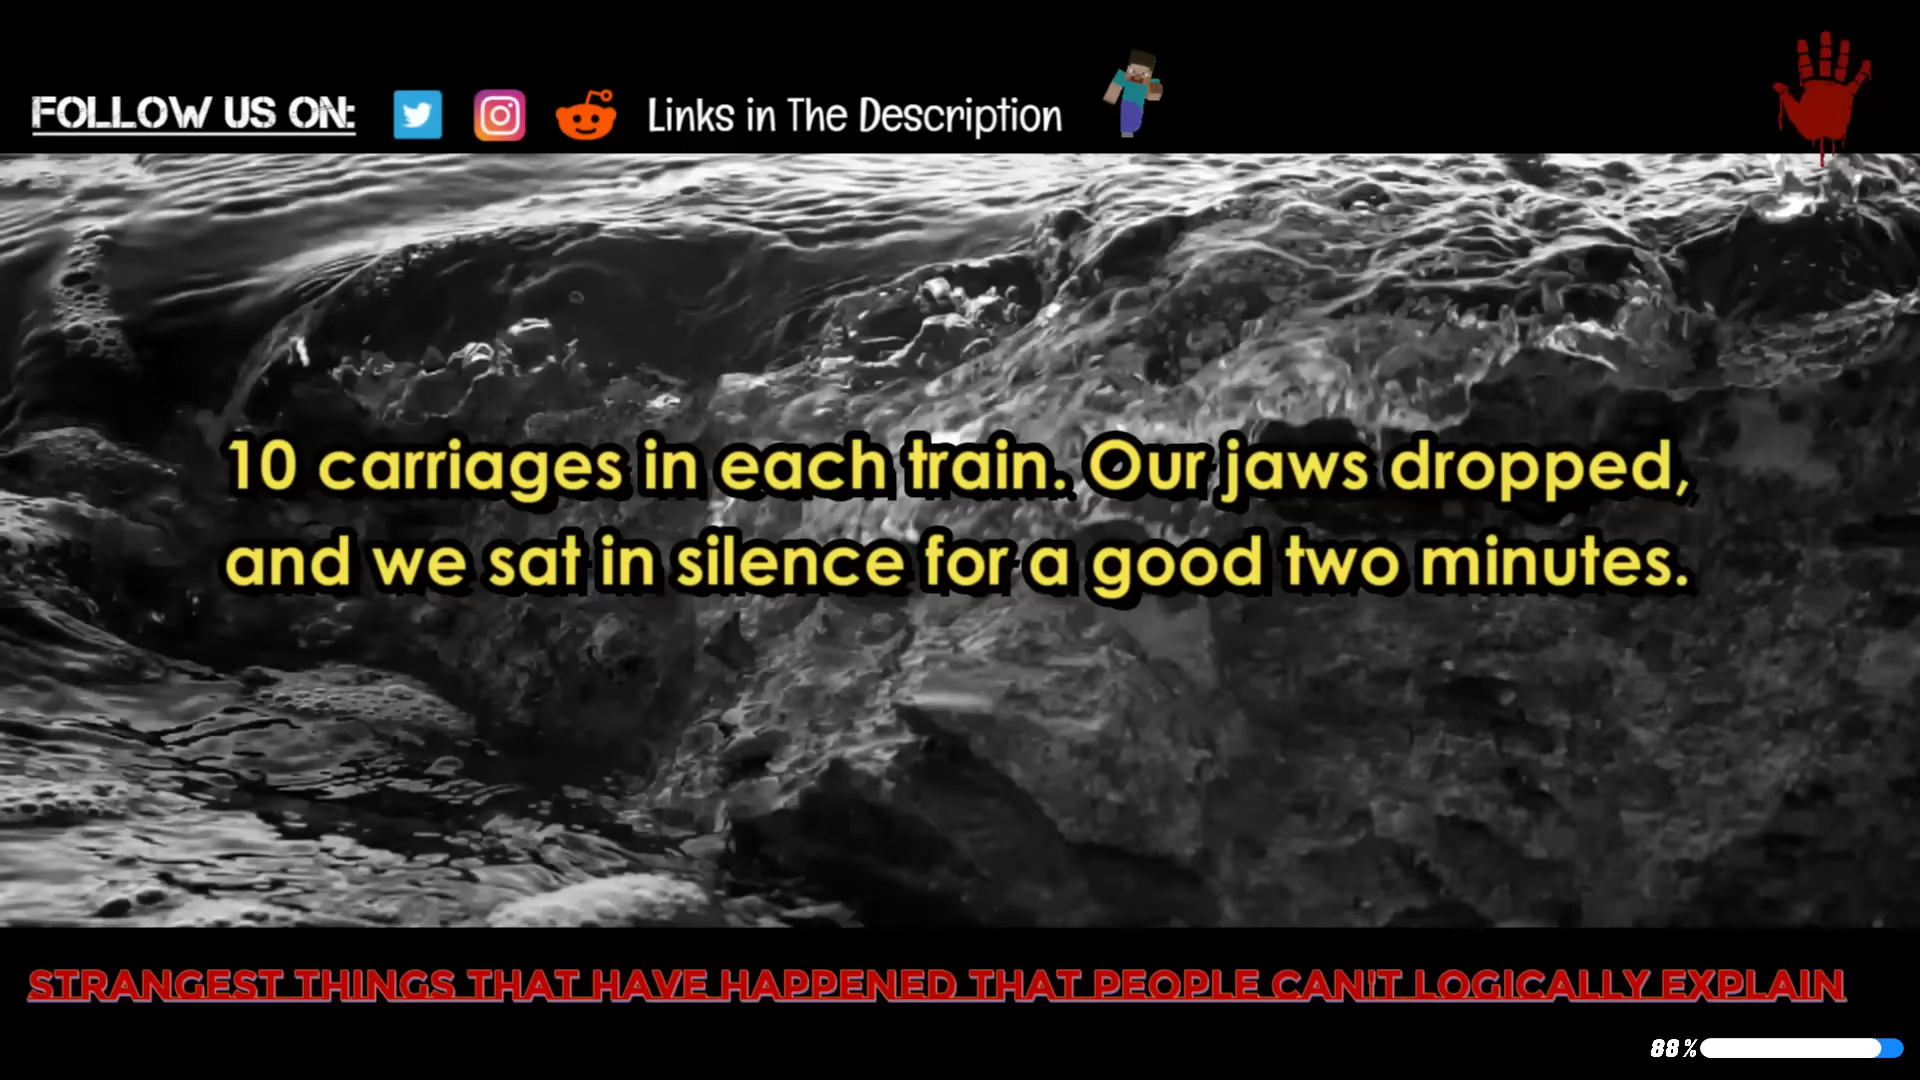 FOLLOW US ON:
Links in The Description
10 carriages in each train. Our jaws dropped,
and we sat in silence for a good two minutes.
STRANGEST THINGS THAT HAVE HAPPENED THAT PEOPLE CAN'T LOGICALLY EXPLAIN
88%